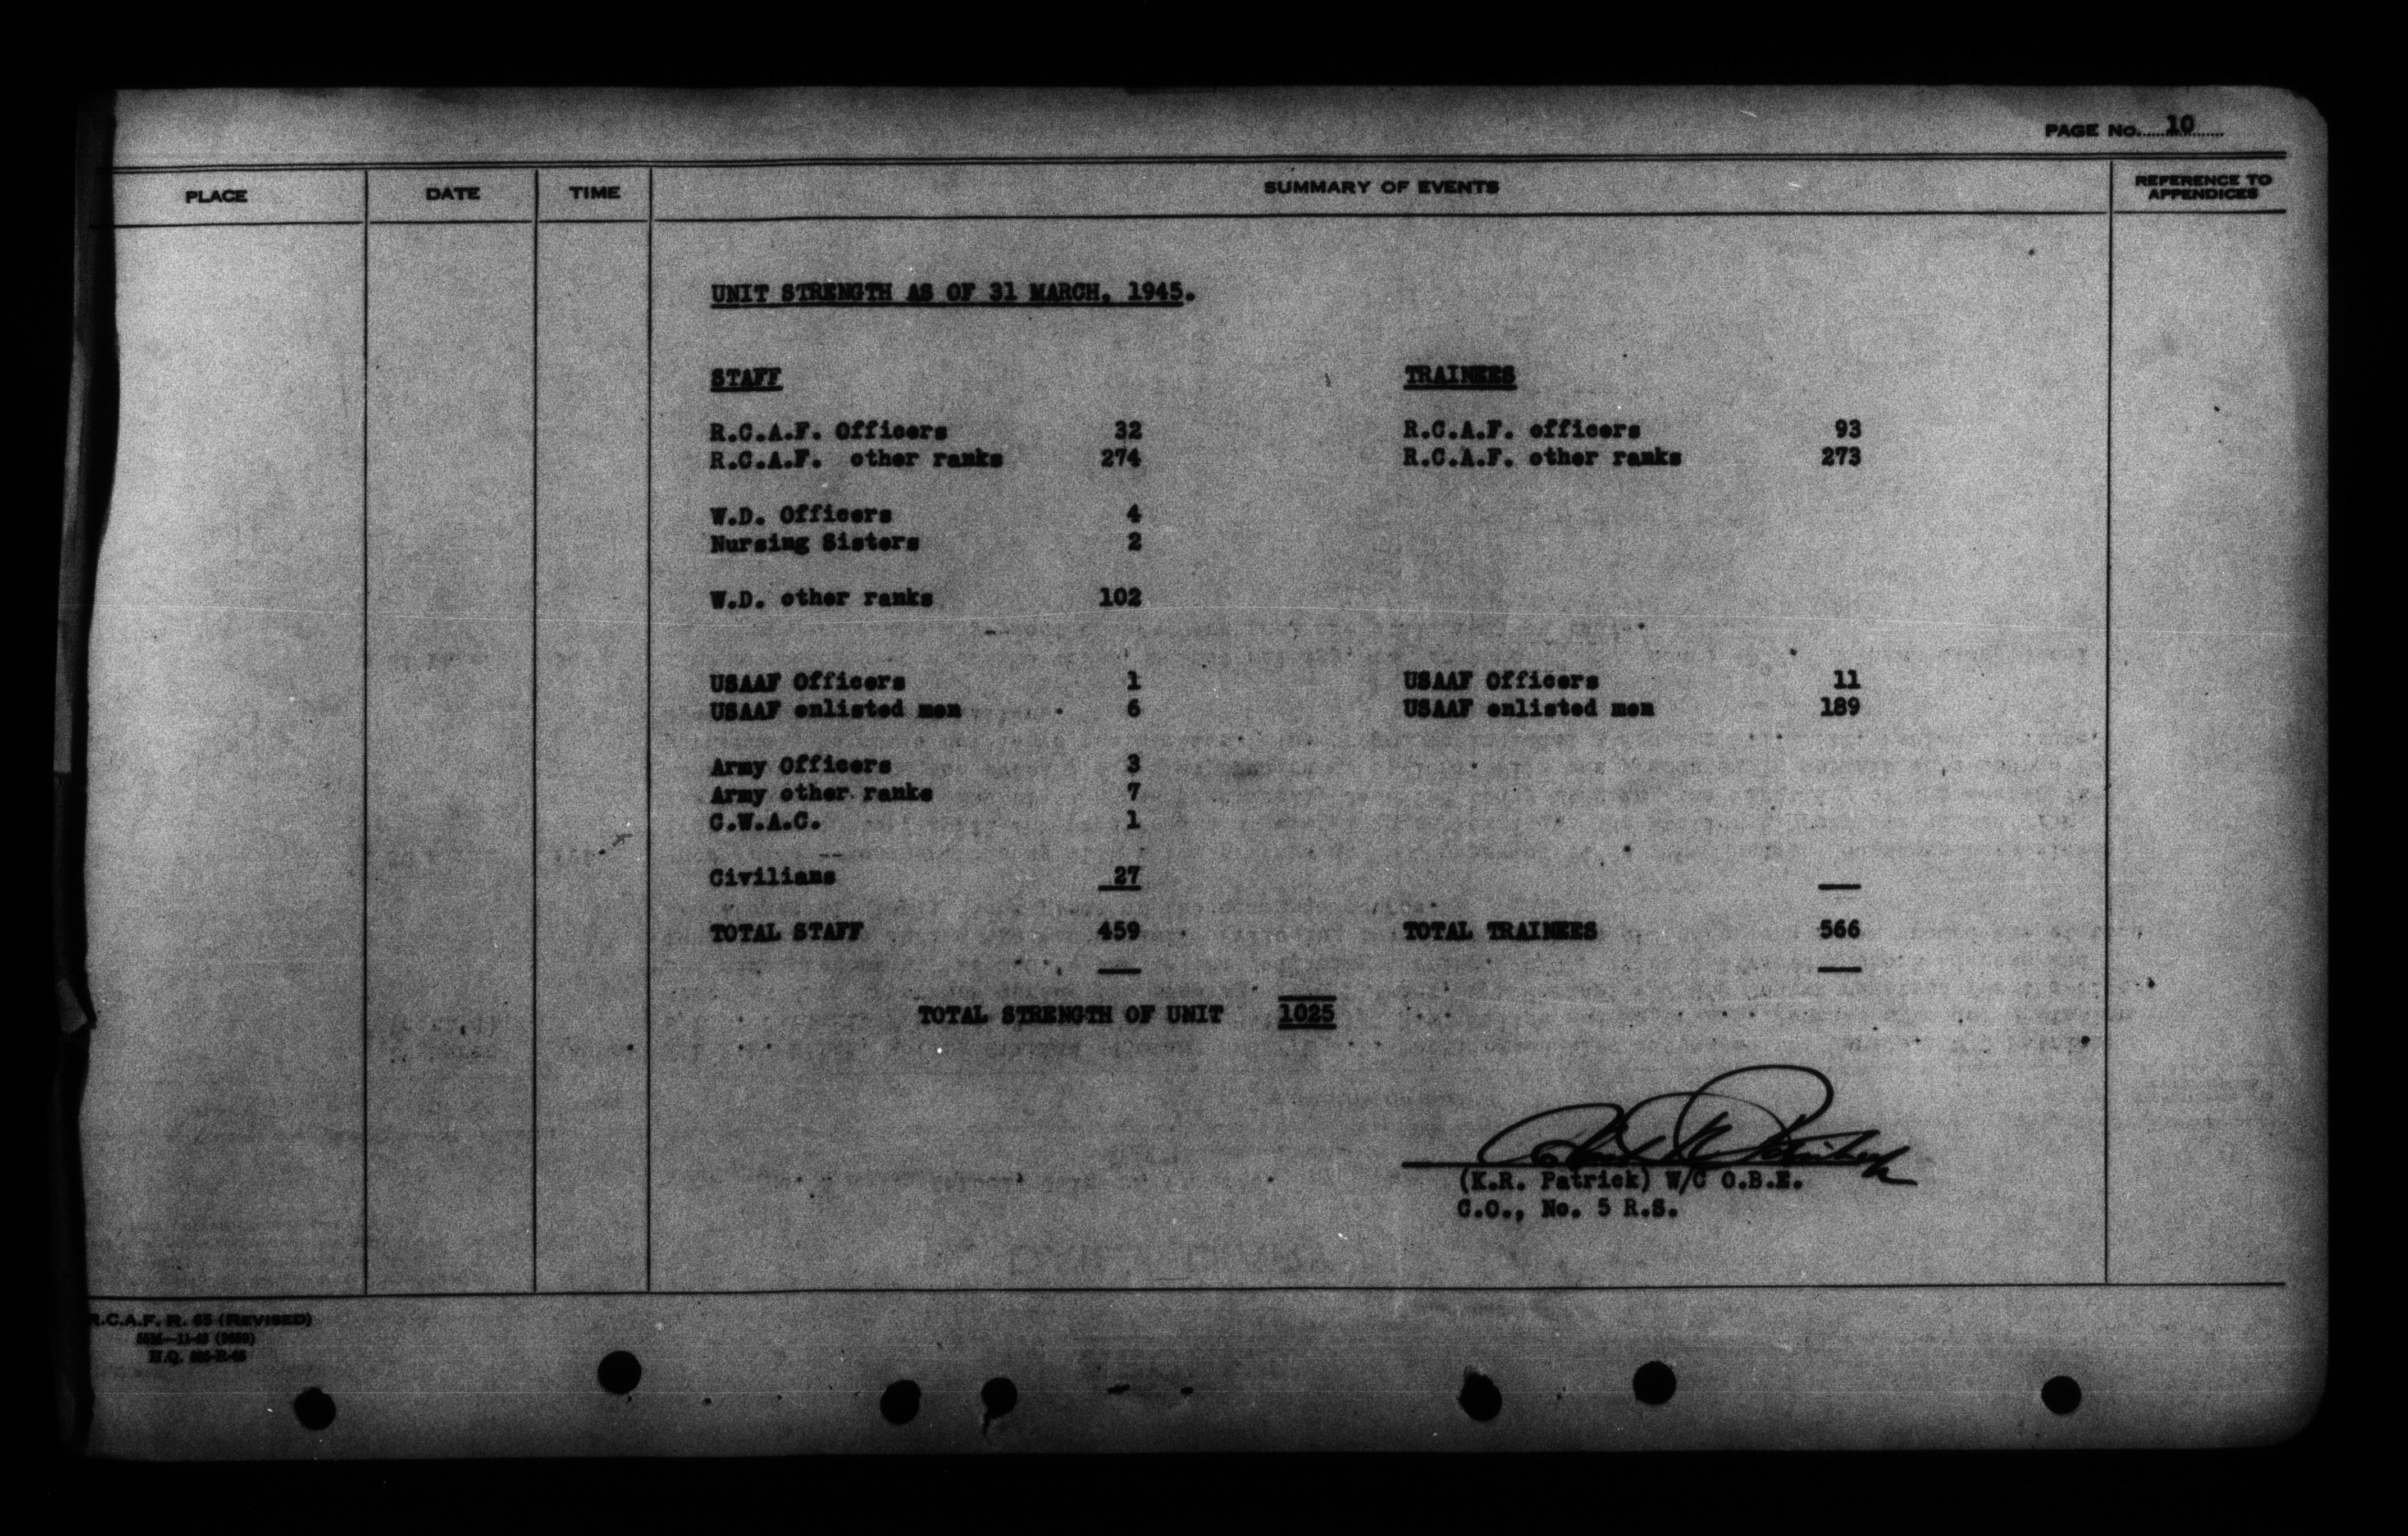 PAGE No. 10
PLACE DATE TIME SUMMARY OF EVENTS REFERENCE TO APPENDICES
UNIT STRENGTH AS OF 31 MARCH, 1945.
STAFF TRAINEES
R.C.A.F. Officers 32 R.C.A.F. officers 93
R.C.A.F. other ranks 274 R.C.A.F. other ranks 273
W.D. Officers 4
Nursing Sisters 2
W.D. other ranks 102
USAAF Officers 1 USAAF Officers 11
USAAF enlisted men 6 USAAF enlisted men 189
Army Officers 3
Army other ranks 7
C.W.A.C. 1
Civilians 27
TOTAL STAFF 459 TOTAL TRAINEES 566
TOTAL STRENGTH OF UNIT 1025
(K.R. Patrick) W/C O.B.E.
C.O., No. 5 R.S.
R.C.A.F. R. 65 (REVISED)
H.Q.